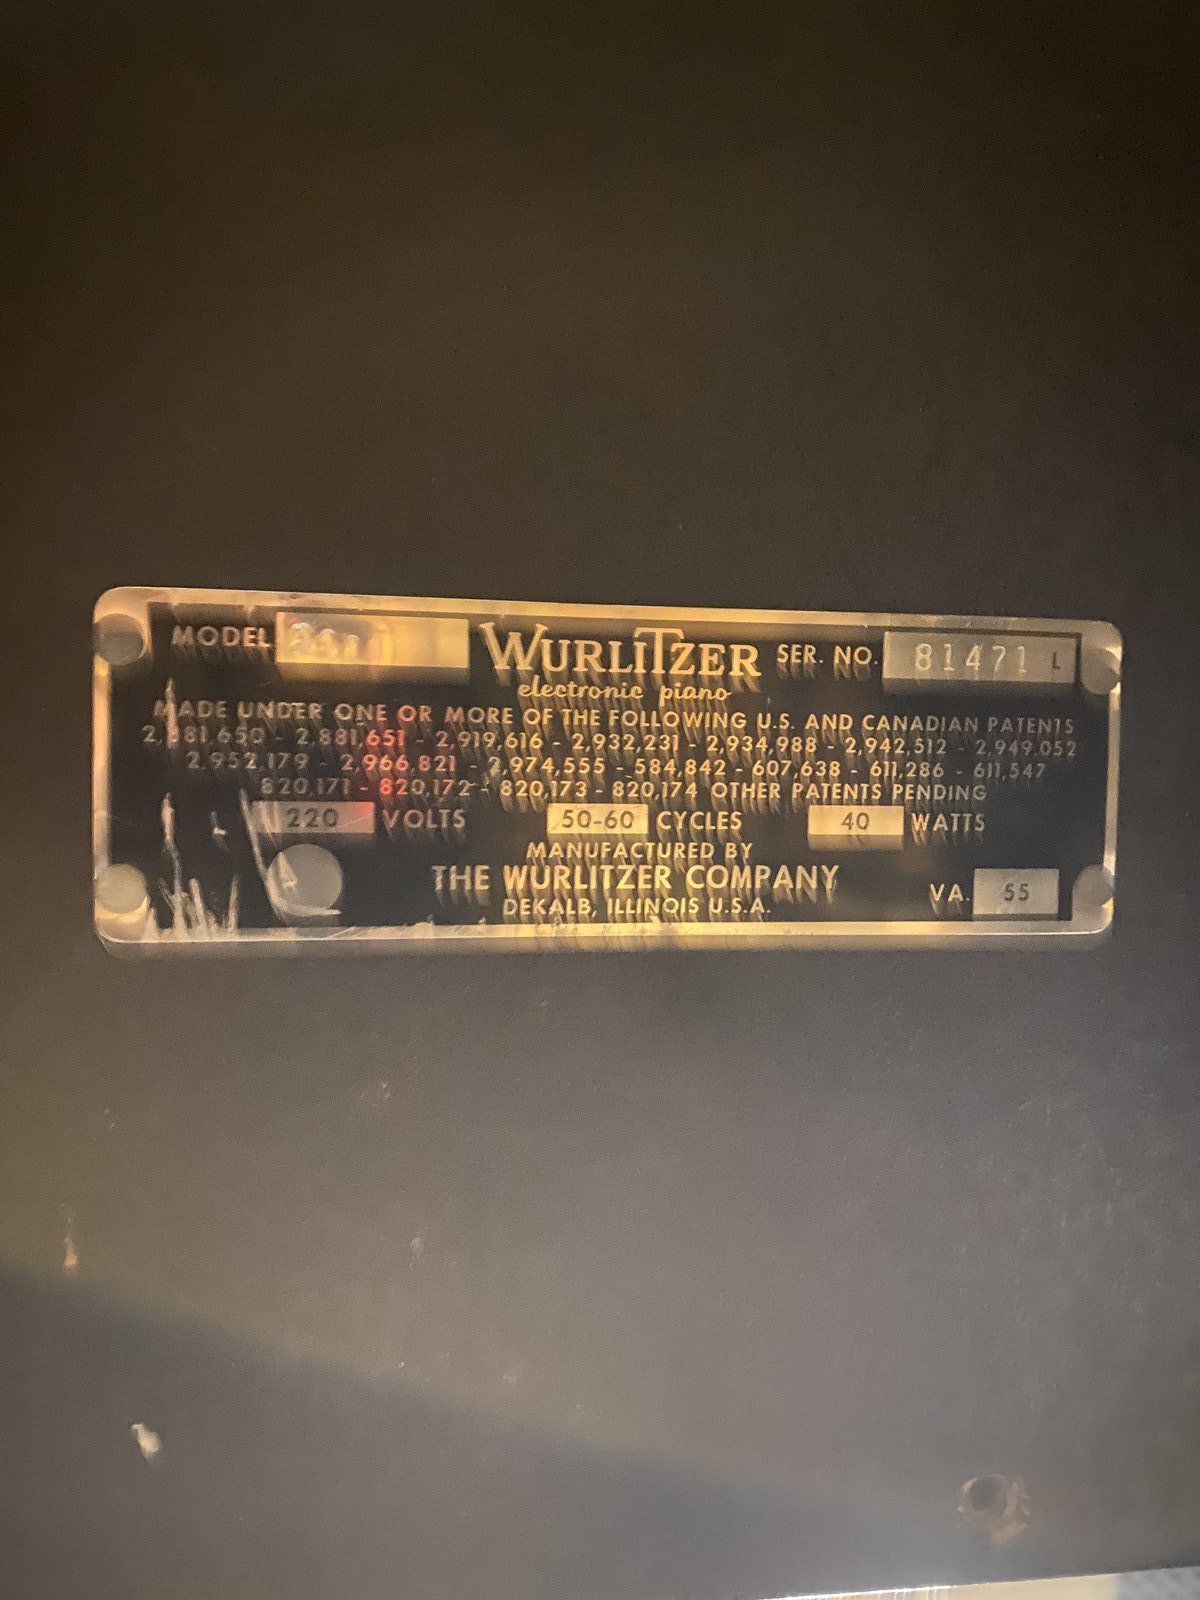 MODEL WURLITZER SER. NO. 81471 L
electronic piano
MADE UNDER ONE OR MORE OF THE FOLLOWING U.S. AND CANADIAN PATENTS
2,881,650 - 2,881,651 - 2,919,616 - 2,932,231 - 2,934,988 - 2,942,512 - 2,949,052
2,952,179 - 2,966,821 - 2,974,555 - 584,842 - 607,638 - 611,286 - 611,547
820,171 - 820,172 - 820,173 - 820,174 OTHER PATENTS PENDING
220 VOLTS 50-60 CYCLES 40 WATTS
MANUFACTURED BY
THE WURLITZER COMPANY
DEKALB, ILLINOIS U.S.A.
VA. 55